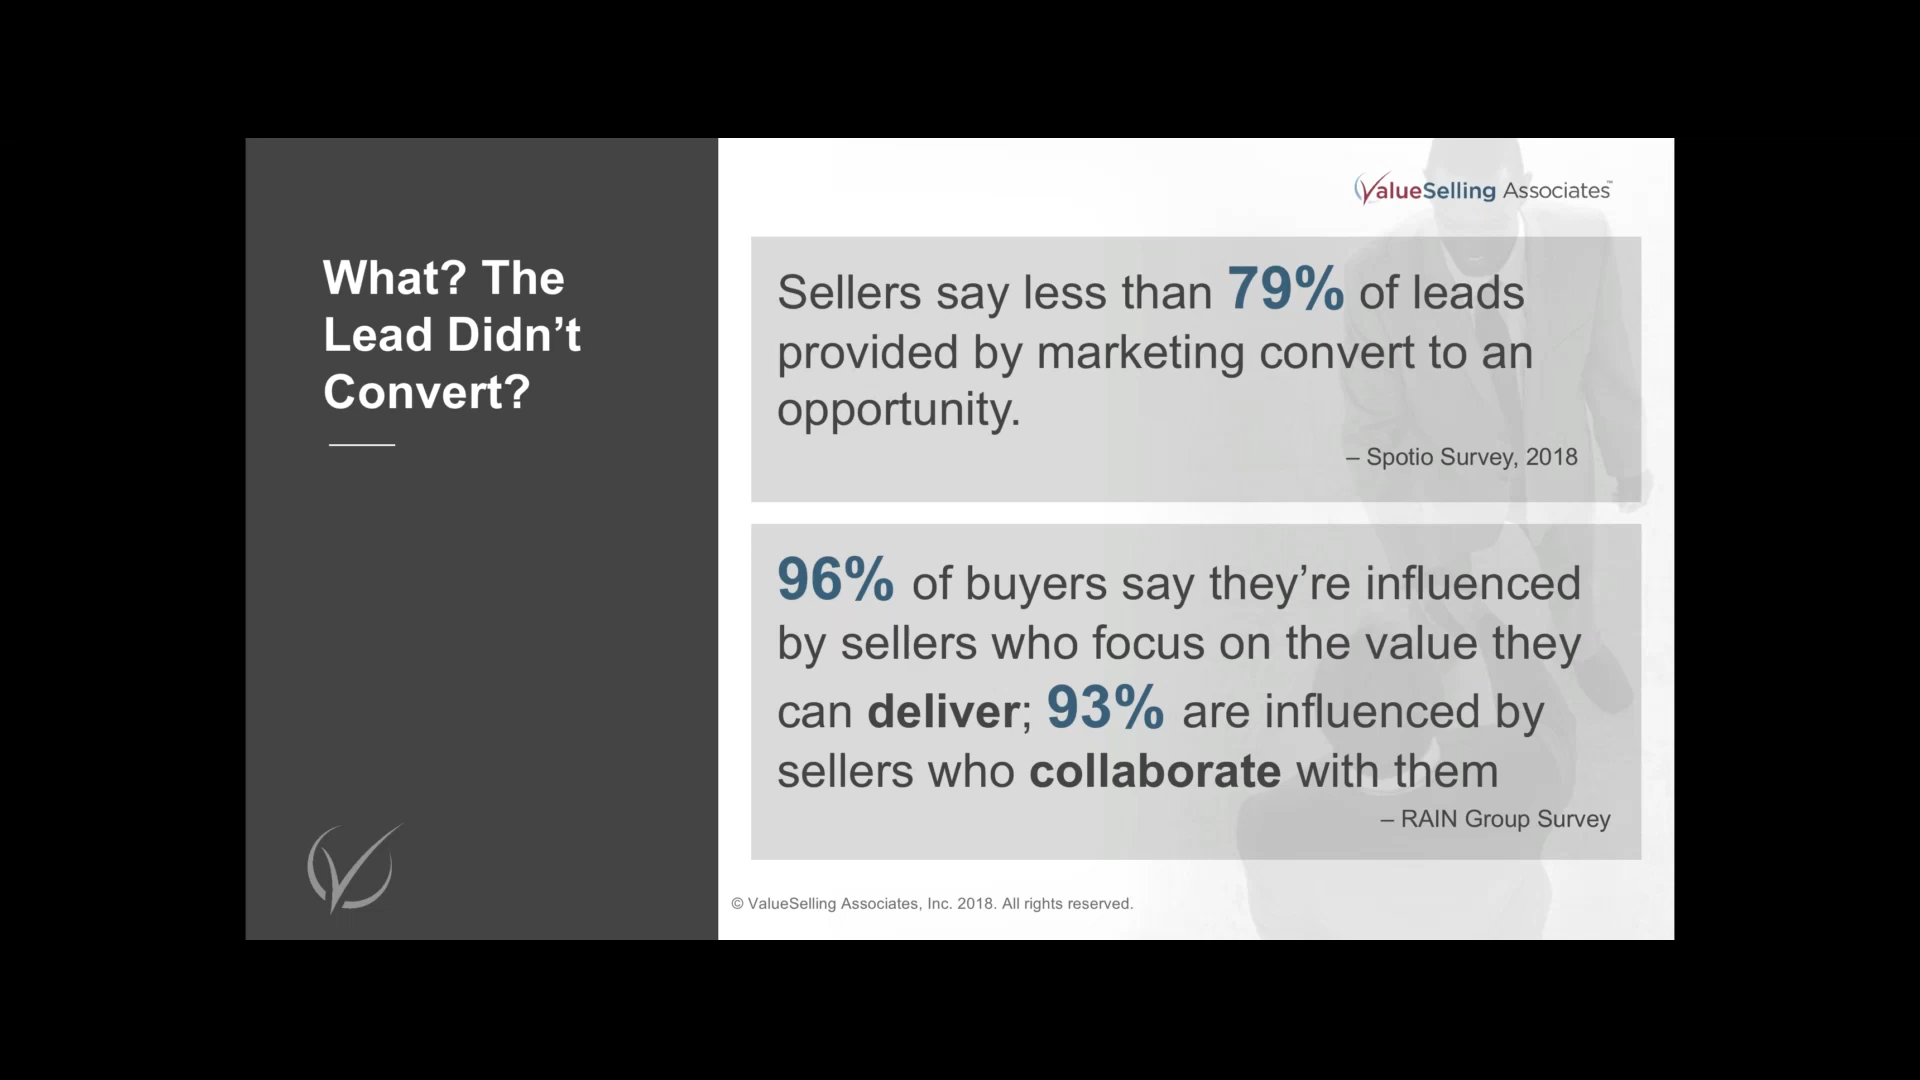 What? The
Lead Didn’t
Convert?
ValueSelling Associates™
Sellers say less than 79% of leads
provided by marketing convert to an
opportunity.
– Spotio Survey, 2018
96% of buyers say they’re influenced
by sellers who focus on the value they
can deliver; 93% are influenced by
sellers who collaborate with them
– RAIN Group Survey
© ValueSelling Associates, Inc. 2018. All rights reserved.